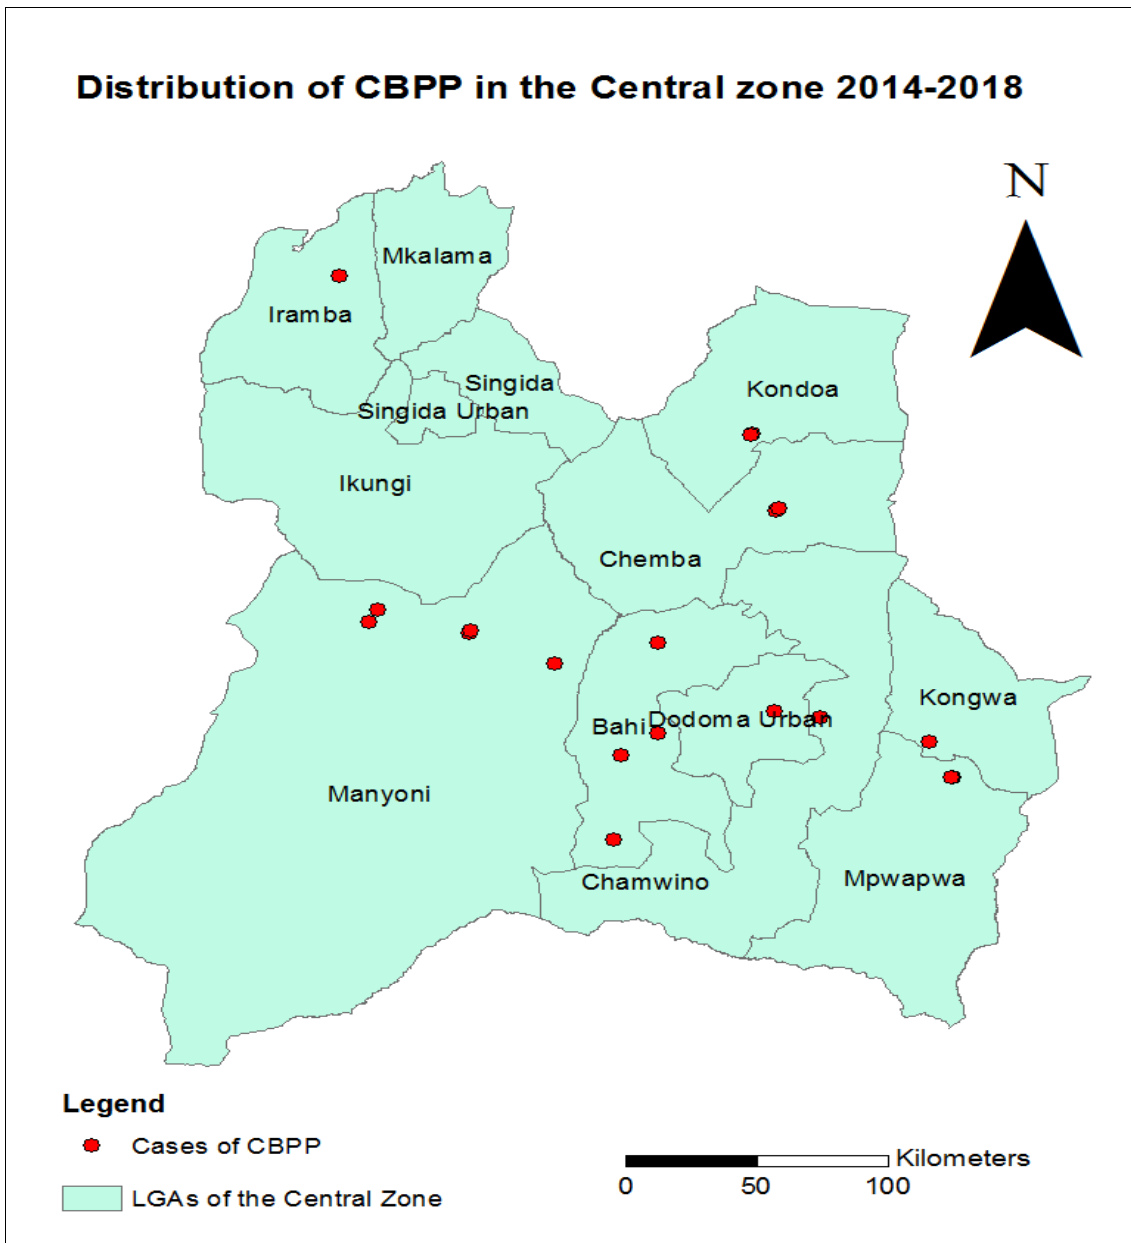 Distribution of CBPP in the Central zone 2014-2018
N
Mkalama
Iramba
Singida
Kondoa
Singida Urban
Ikungi
Chemba
Kongwa
Bahi
Dodoma Urban
Manyoni
Chamwino
Mpwapwa
Legend
Cases of CBPP
LGAs of the Central Zone
Kilometers
0 50 100